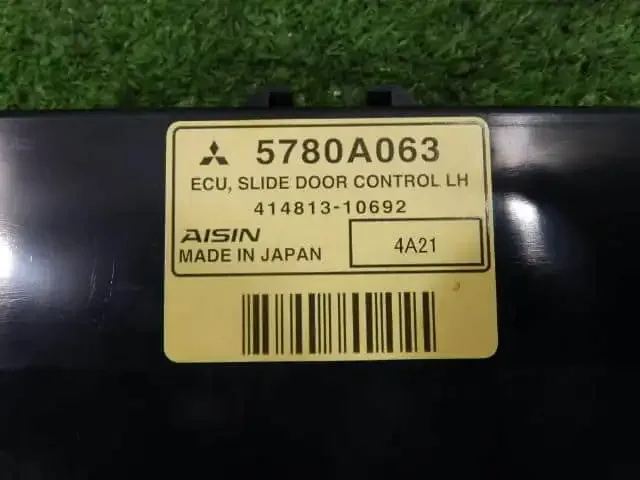 5780A063
ECU, SLIDE DOOR CONTROL LH
414813-10692
AISIN
MADE IN JAPAN
4A21